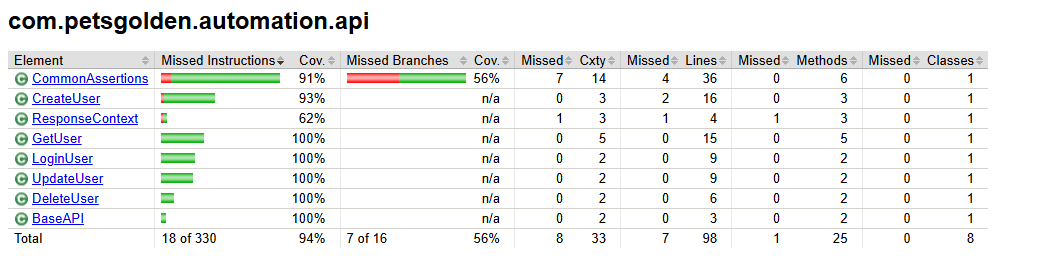 com.petsgolden.automation.api
Element Missed Instructions Cov. Missed Branches Cov. Missed Cxty Missed Lines Missed Methods Missed Classes
C CommonAssertions 91% 56% 7 14 4 36 0 6 0 1
C CreateUser 93% n/a 0 3 2 16 0 3 0 1
C ResponseContext 62% n/a 1 3 1 4 1 3 0 1
C GetUser 100% n/a 0 5 0 15 0 5 0 1
C LoginUser 100% n/a 0 2 0 9 0 2 0 1
C UpdateUser 100% n/a 0 2 0 9 0 2 0 1
C DeleteUser 100% n/a 0 2 0 6 0 2 0 1
C BaseAPI 100% n/a 0 2 0 3 0 2 0 1
Total 18 of 330 94% 7 of 16 56% 8 33 7 98 1 25 0 8